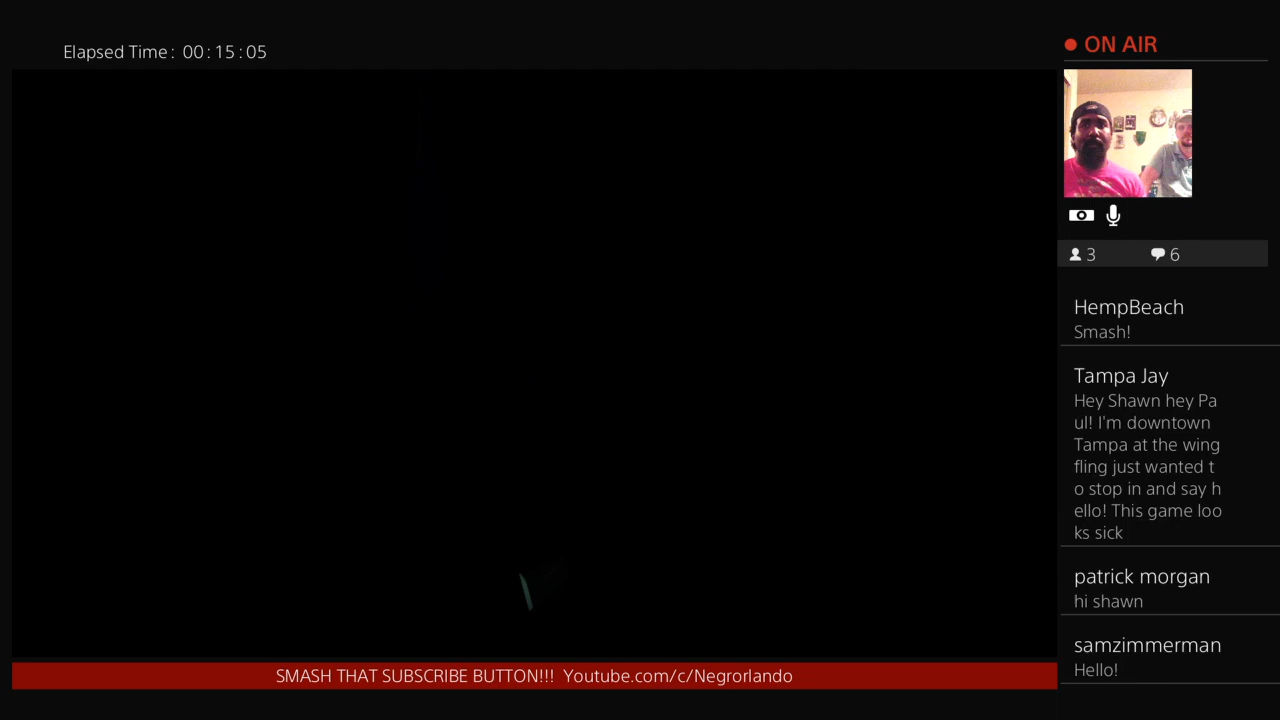 Elapsed Time: 00:15:05
ON AIR
3
6
HempBeach
Smash!
Tampa Jay
Hey Shawn hey Pa
ul! I'm downtown
Tampa at the wing
fling just wanted t
o stop in and say h
ello! This game loo
ks sick
patrick morgan
hi shawn
samzimmerman
Hello!
SMASH THAT SUBSCRIBE BUTTON!!! Youtube.com/c/Negrorlando